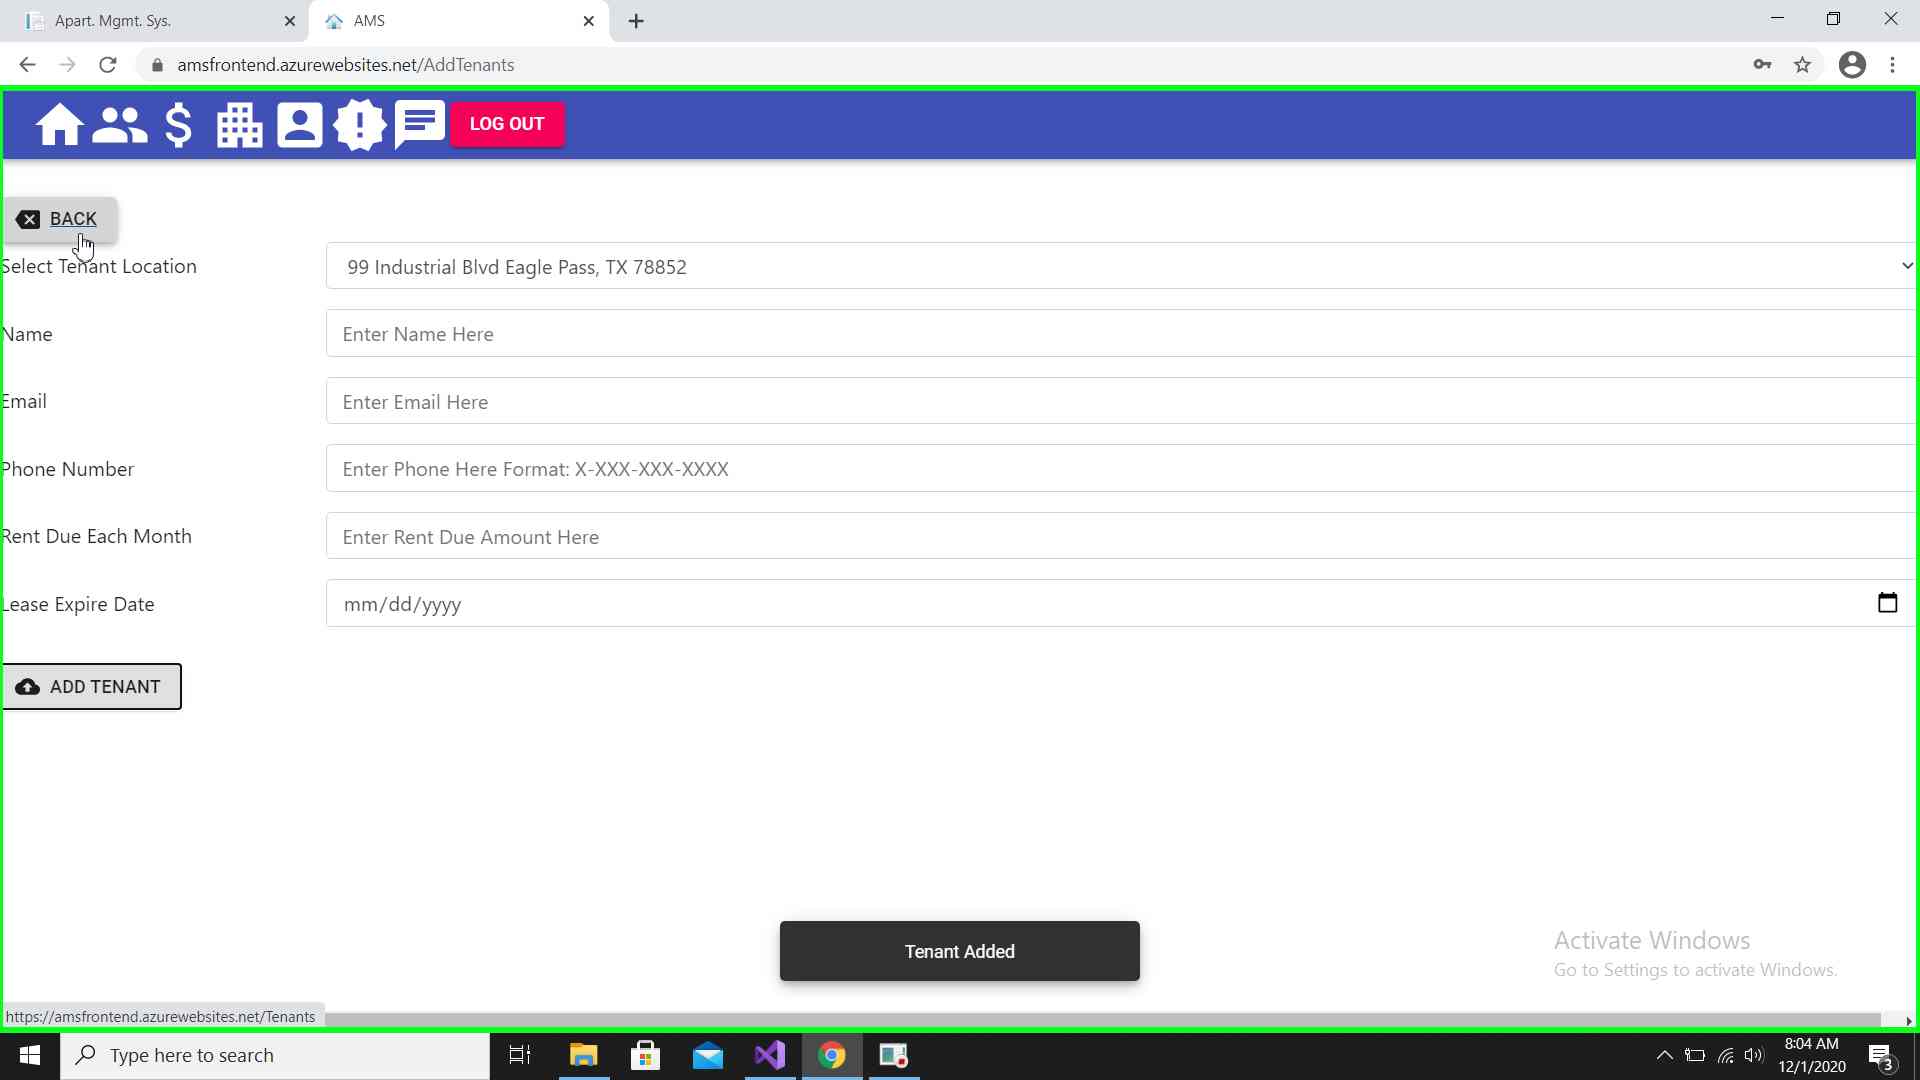 Apart. Mgmt. Sys.
AMS
amsfrontend.azurewebsites.net/AddTenants
LOG OUT
BACK
Select Tenant Location
99 Industrial Blvd Eagle Pass, TX 78852
Name
Enter Name Here
Email
Enter Email Here
Phone Number
Enter Phone Here Format: X-XXX-XXX-XXXX
Rent Due Each Month
Enter Rent Due Amount Here
Lease Expire Date
mm/dd/yyyy
ADD TENANT
Tenant Added
Activate Windows
Go to Settings to activate Windows.
https://amsfrontend.azurewebsites.net/Tenants
Type here to search
8:04 AM
12/1/2020
3